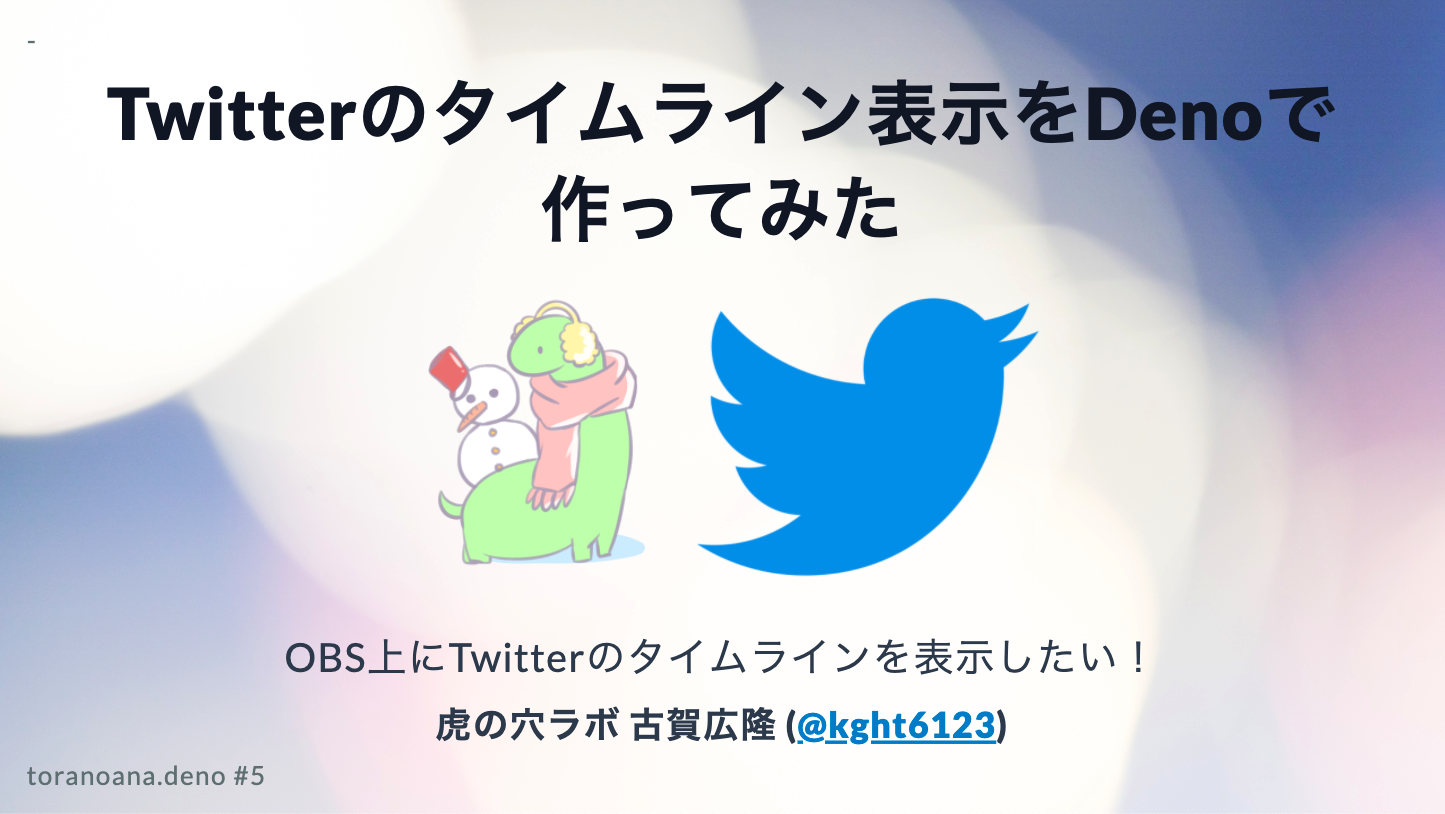 -
Twitterのタイムライン表示をDenoで
作ってみた
OBS上にTwitterのタイムラインを表示したい！
虎の穴ラボ 古賀広隆 (@kght6123)
toranoana.deno #5